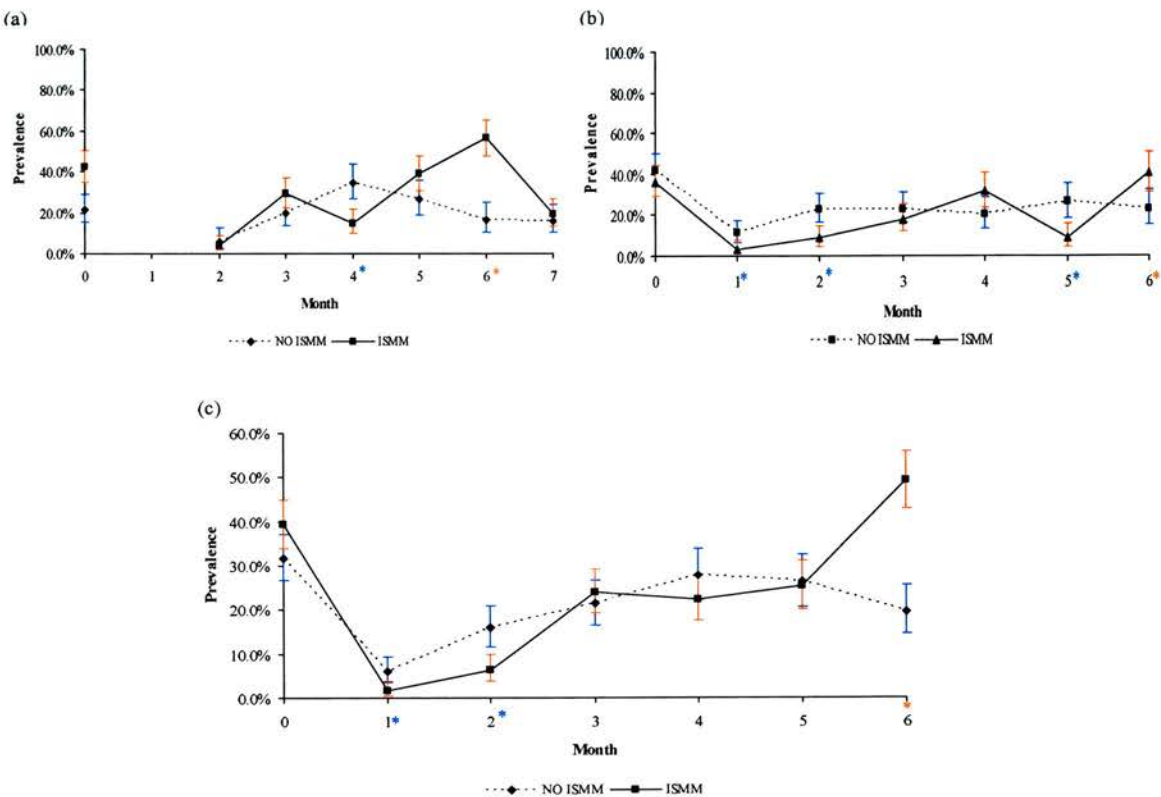 (a)
100.0%
80.0%
60.0%
40.0%
20.0%
0.0%
Prevalence
0 1 2 3 4* 5 6* 7
Month
NO ISMM ISMM
(b)
100.0%
80.0%
60.0%
40.0%
20.0%
0.0%
Prevalence
0 1* 2* 3 4 5* 6*
Month
NO ISMM ISMM
(c)
60.0%
50.0%
40.0%
30.0%
20.0%
10.0%
0.0%
Prevalence
0 1* 2* 3 4 5 6
*
Month
NO ISMM ISMM